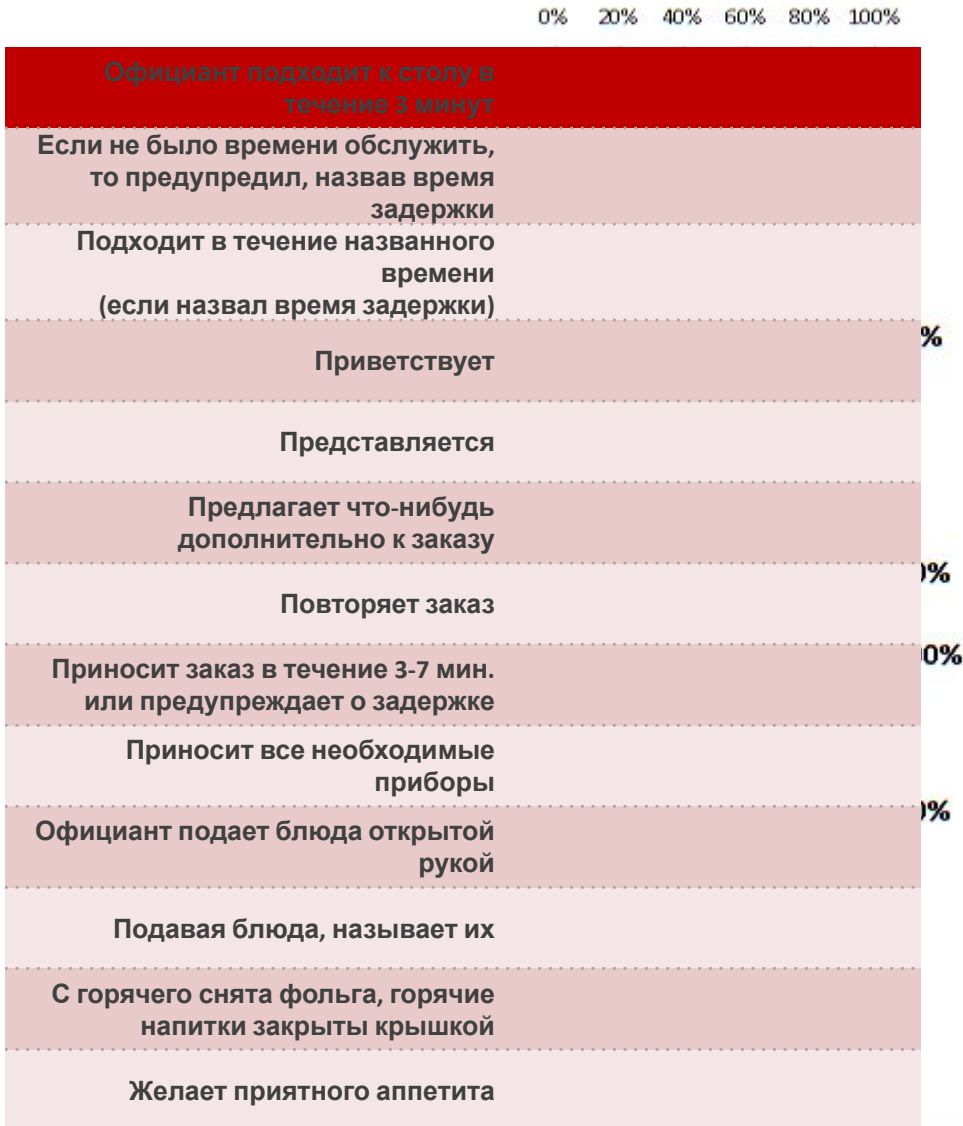 0% 20% 40% 60% 80% 100%
Официант подходит к столу в
течение 3 минут
Если не было времени обслужить,
то предупредил, назвав время
задержки
Подходит в течение названного
времени
(если назвал время задержки)
%
Приветствует
Представляется
Предлагает что-нибудь
дополнительно к заказу
%
Повторяет заказ
0%
Приносит заказ в течение 3-7 мин.
или предупреждает о задержке
Приносит все необходимые
приборы
%
Официант подает блюда открытой
рукой
Подавая блюда, называет их
С горячего снята фольга, горячие
напитки закрыты крышкой
Желает приятного аппетита